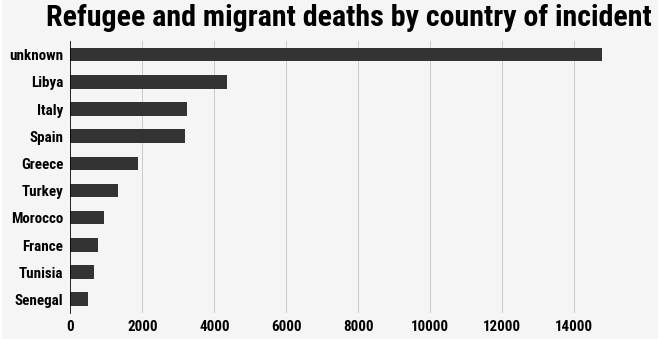 Refugee and migrant deaths by country of incident
unknown
Libya
Italy
Spain
Greece
Turkey
Morocco
France
Tunisia
Senegal
0 2000 4000 6000 8000 10000 12000 14000